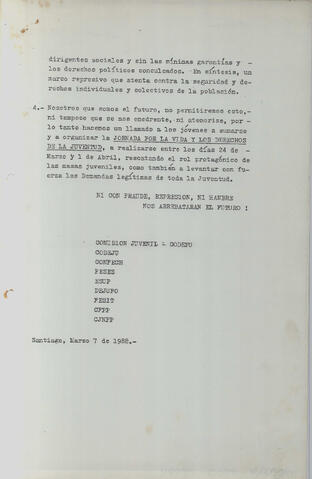 dirigentes sociales y sin las mínimas garantías y -
los derechos políticos conculcados. En síntesis, un
marco represivo que atenta contra la seguridad y de-
rechos individuales y colectivos de la población.
4.- Nosotros que somos el futuro, no permitiremos esto,-
ni tampoco que se nos amedrente, ni atemorise, por-
lo tanto hacemos un llamado a los jóvenes a sumarse
y a organizar la JORNADA POR LA VIDA Y LOS DERECHOS
DE LA JUVENTUD, a realizarse entre los días 24 de -
Marzo y 1 de Abril, rescatando el rol protagónico de
las masas juveniles, como también a levantar con fu-
erza las Demandas legítimas de toda la Juventud.
NI CON FRAUDE, REPRESION, NI HAMBRE
NOS ARREBATARAN EL FUTURO !
COMISION JUVENIL - CODEPU
CODEJU
CONFECH
FESES
MSUP
DEJUPO
FESIT
CFPP
CJNPP
Santiago, Marzo 7 de 1988.-